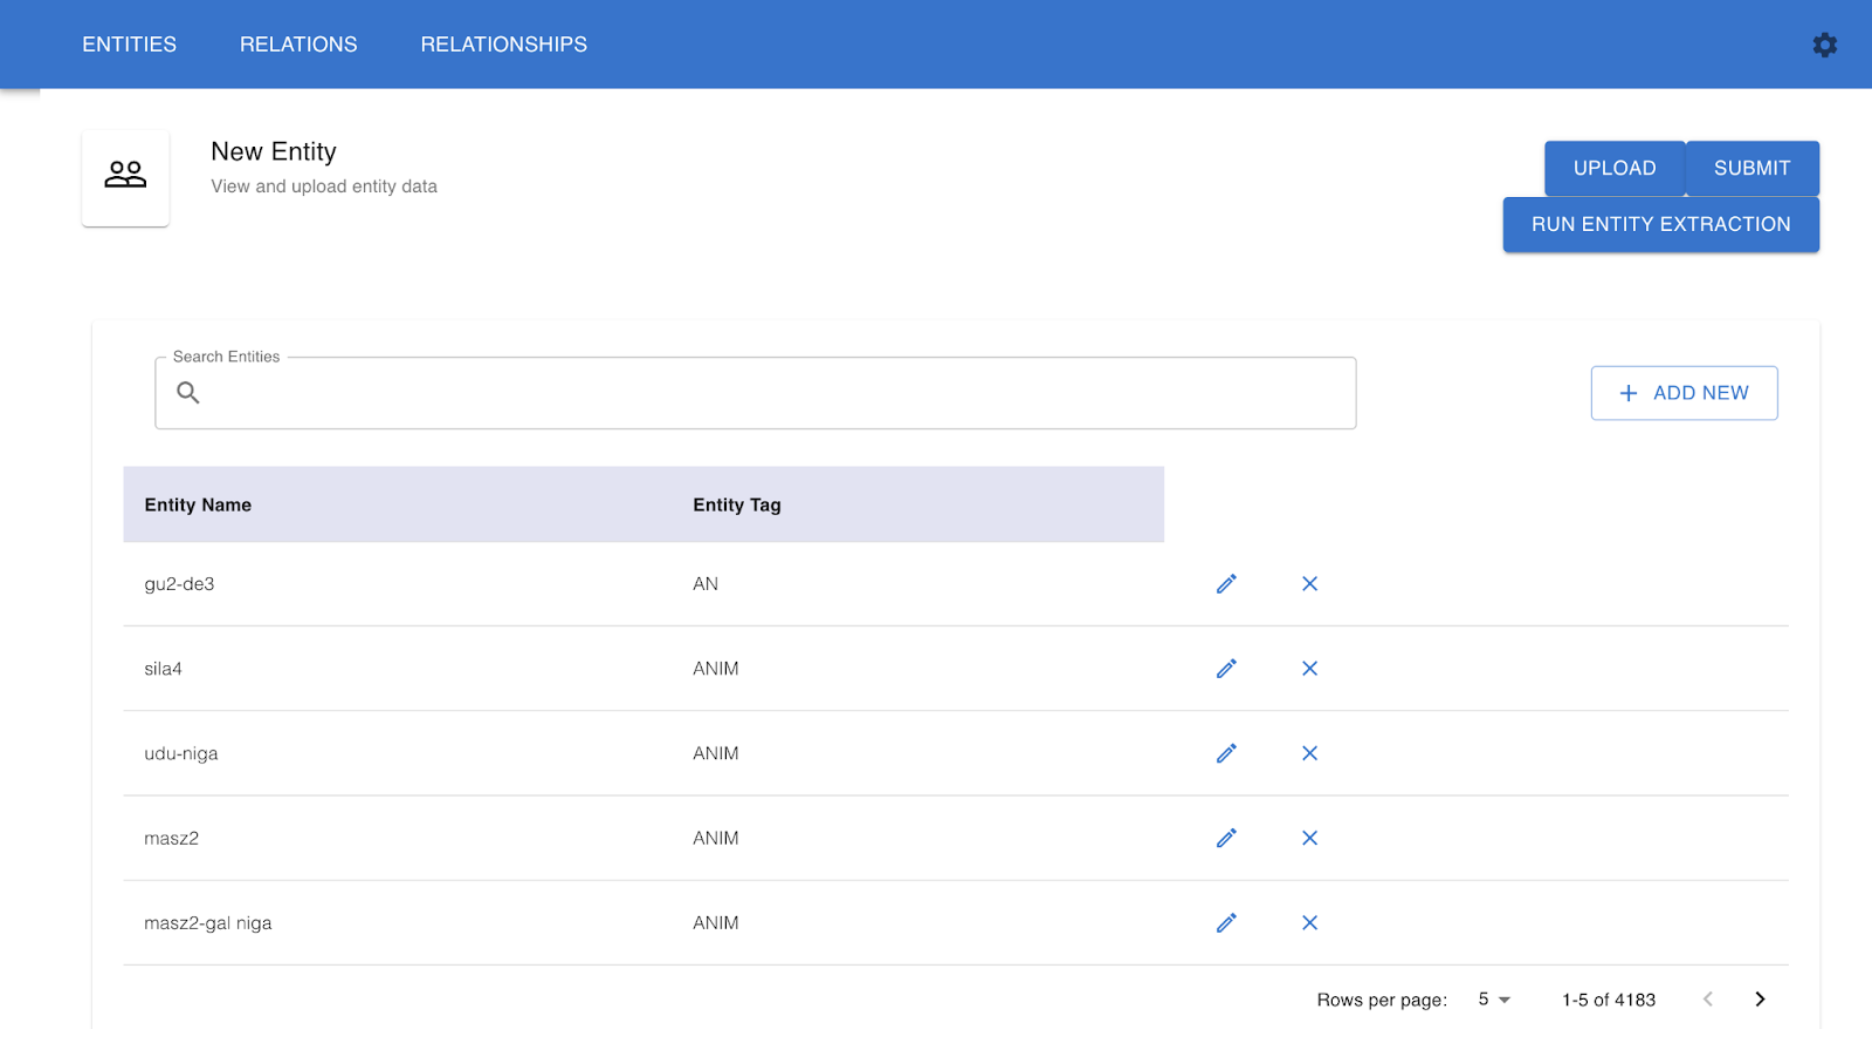 ENTITIES RELATIONS RELATIONSHIPS
New Entity
View and upload entity data
UPLOAD SUBMIT
RUN ENTITY EXTRACTION
Search Entities
+ ADD NEW
Entity Name Entity Tag
gu2-de3 AN
sila4 ANIM
udu-niga ANIM
masz2 ANIM
masz2-gal niga ANIM
Rows per page: 5 1-5 of 4183